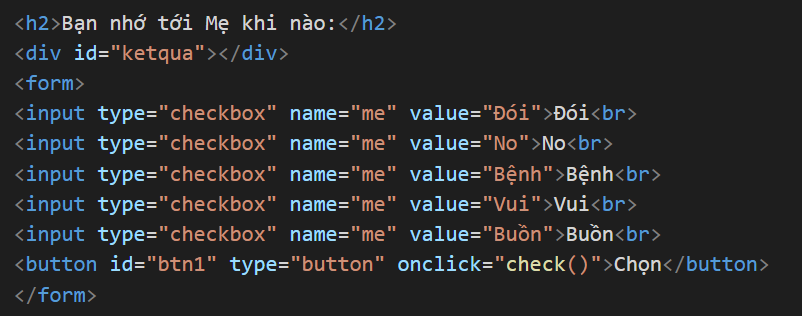 <h2>Bạn nhớ tới Mẹ khi nào:</h2>
<div id="ketqua"></div>
<form>
<input type="checkbox" name="me" value="Đói">Đói<br>
<input type="checkbox" name="me" value="No">No<br>
<input type="checkbox" name="me" value="Bệnh">Bệnh<br>
<input type="checkbox" name="me" value="Vui">Vui<br>
<input type="checkbox" name="me" value="Buồn">Buồn<br>
<button id="btn1" type="button" onclick="check()">Chọn</button>
</form>